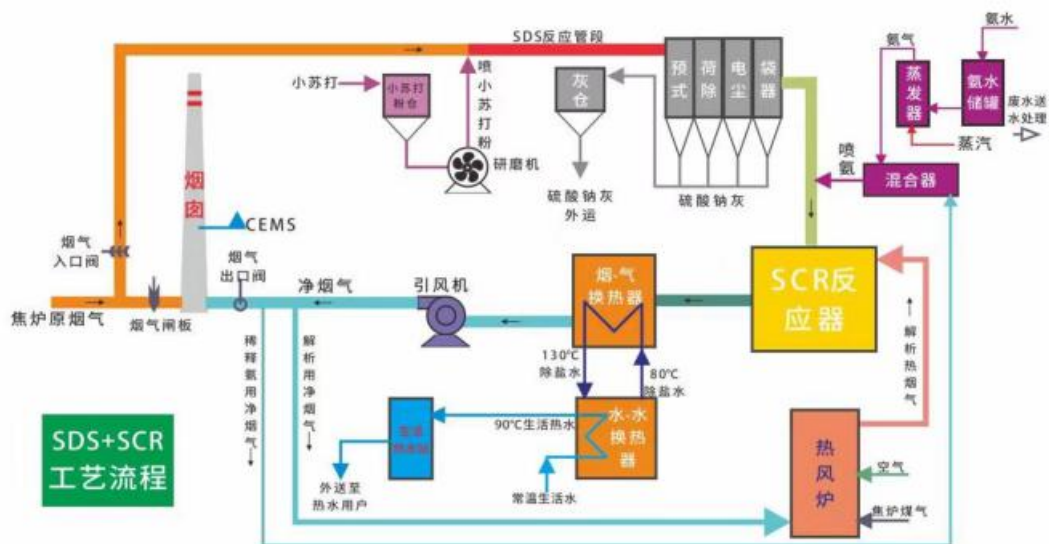 SDS反应管段
小苏打
小苏打
粉仓
喷小苏打粉
研磨机
灰仓
硫酸钠灰
外运
硫酸钠灰
预 荷 电 袋
式 除 尘 器
氨水
氨气
蒸发器
氨水
储罐
废水送
水处理
蒸汽
喷氨
混合器
烟囱
CEMS
烟气
入口阀
烟气
出口阀
焦炉原烟气
烟气闸板
净烟气
引风机
烟-气
换热器
SCR反
应器
130℃
除盐水
80℃
除盐水
稀释氨用净烟气
解析用净烟气
解析热烟气
SDS+SCR
工艺流程
90℃生活热水
水-水
换热器
外送至
热水用户
常温生活水
热风炉
空气
焦炉煤气